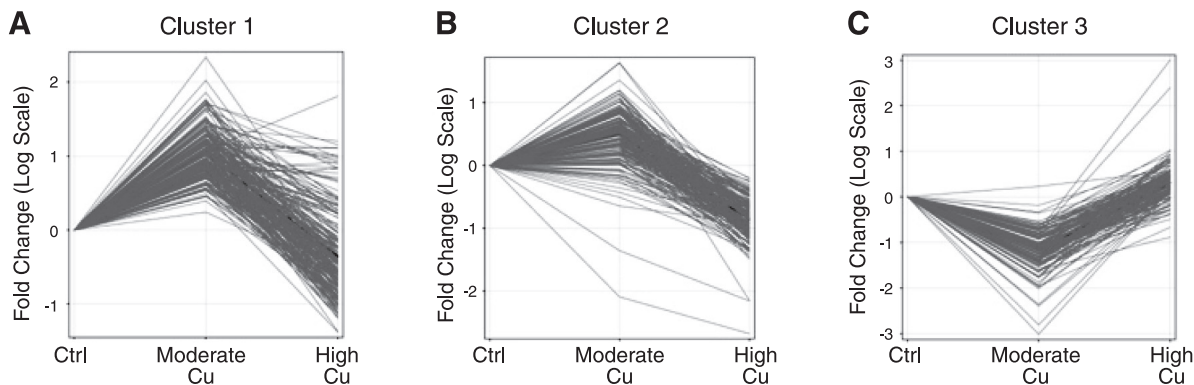 A
Cluster 1
Fold Change (Log Scale)
2
1
0
-1
Ctrl
Moderate
Cu
High
Cu
B
Cluster 2
Fold Change (Log Scale)
1
0
-1
-2
Ctrl
Moderate
Cu
High
Cu
C
Cluster 3
Fold Change (Log Scale)
3
2
1
0
-1
-2
-3
Ctrl
Moderate
Cu
High
Cu